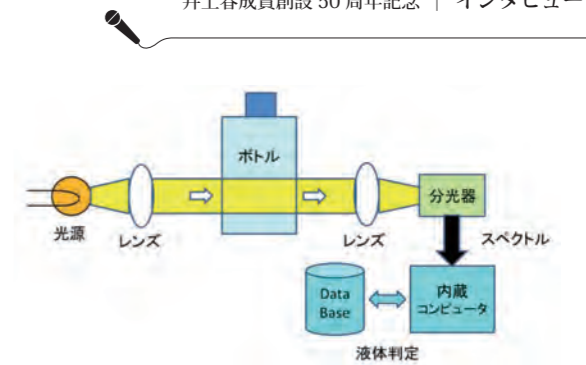 井上春成賞創設 50 周年記念 | インタビュー
ボトル
光源
レンズ
レンズ
分光器
スペクトル
Data
Base
内蔵
コンピュータ
液体判定